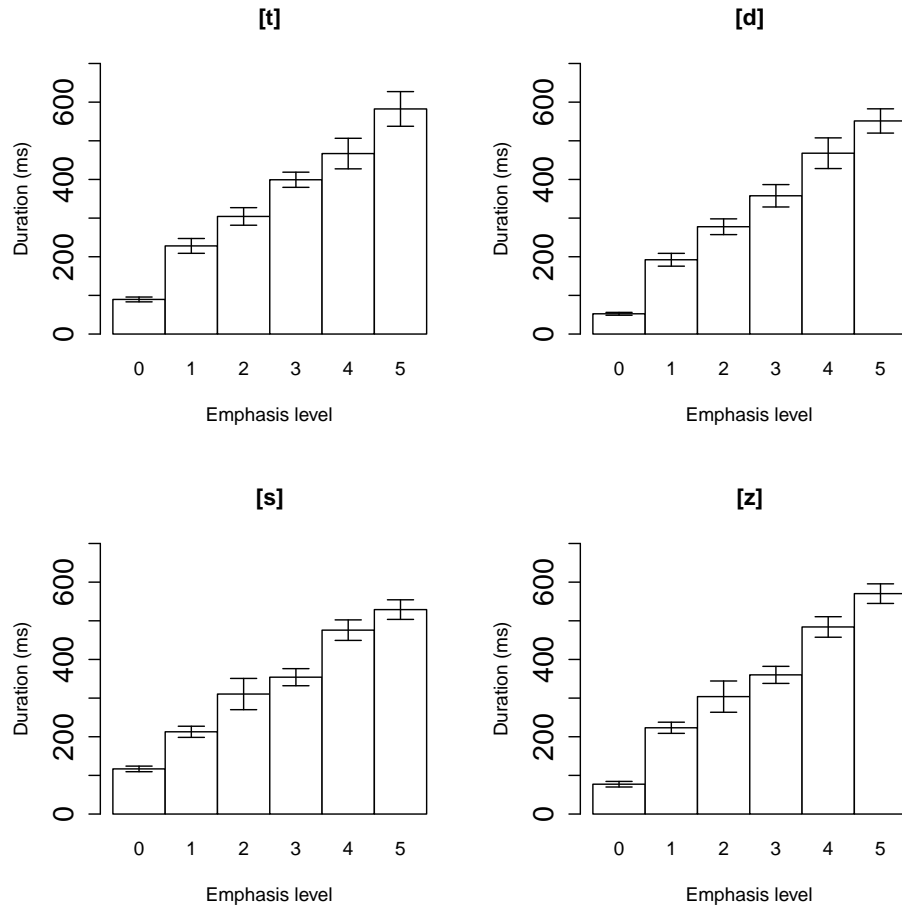 [t]
Duration (ms)
600
400
200
0
0 1 2 3 4 5
Emphasis level
[d]
Duration (ms)
600
400
200
0
0 1 2 3 4 5
Emphasis level
[s]
Duration (ms)
600
400
200
0
0 1 2 3 4 5
Emphasis level
[z]
Duration (ms)
600
400
200
0
0 1 2 3 4 5
Emphasis level